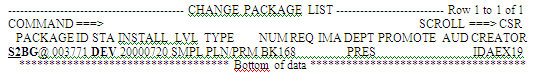 ------------------------------ CHANGE PACKAGE LIST ------------------------- Row 1 to 1 of 1
COMMAND ===> SCROLL ===> CSR
PACKAGE ID STA INSTALL LVL TYPE NUM REQ IMA DEPT PROMOTE AUD CREATOR
S2BG@.003771 DEV 20000720 SMPL PLN/PRM BK168 PRES IDAEX19
******************************* Bottom of data ********************************